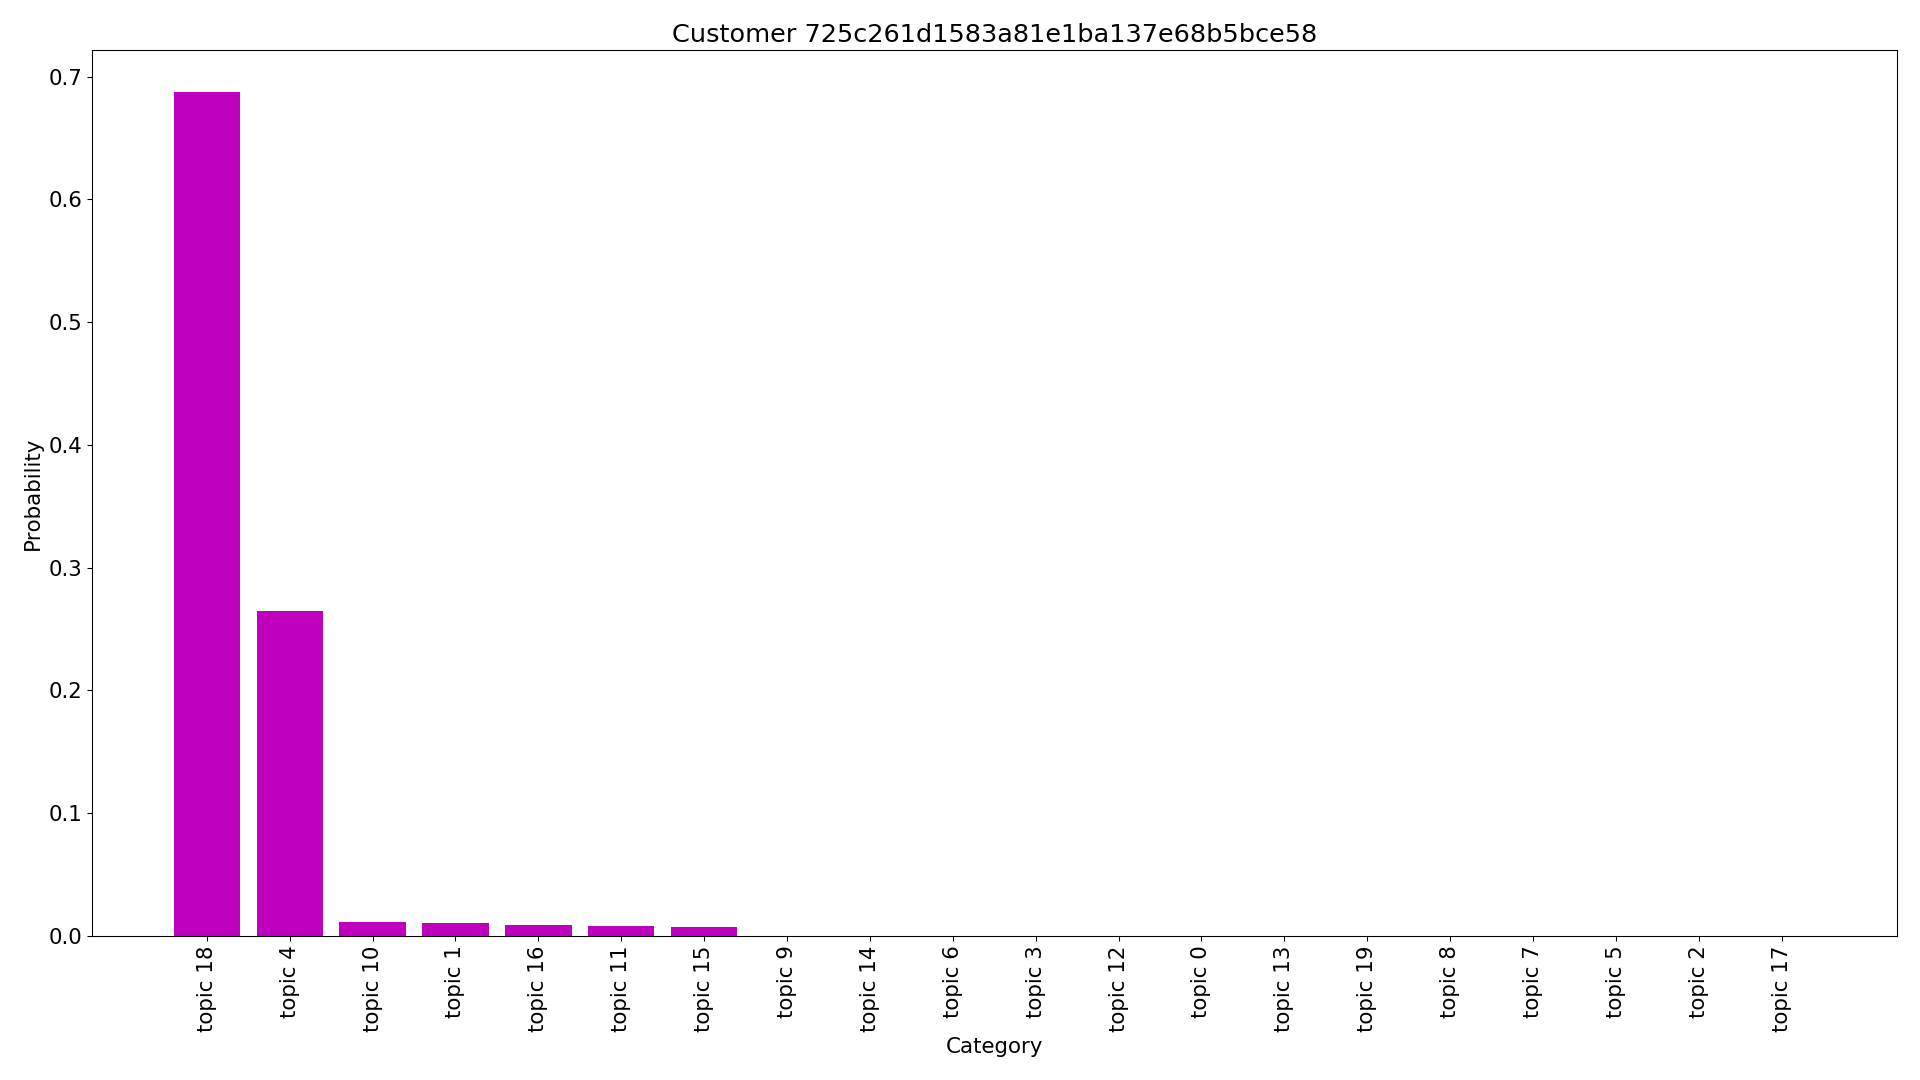 Customer 725c261d1583a81e1ba137e68b5bce58
Probability
0.7
0.6
0.5
0.4
0.3
0.2
0.1
0.0
topic 18
topic 4
topic 10
topic 1
topic 16
topic 11
topic 15
topic 9
topic 14
topic 6
topic 3
topic 12
topic 0
topic 13
topic 19
topic 8
topic 7
topic 5
topic 2
topic 17
Category